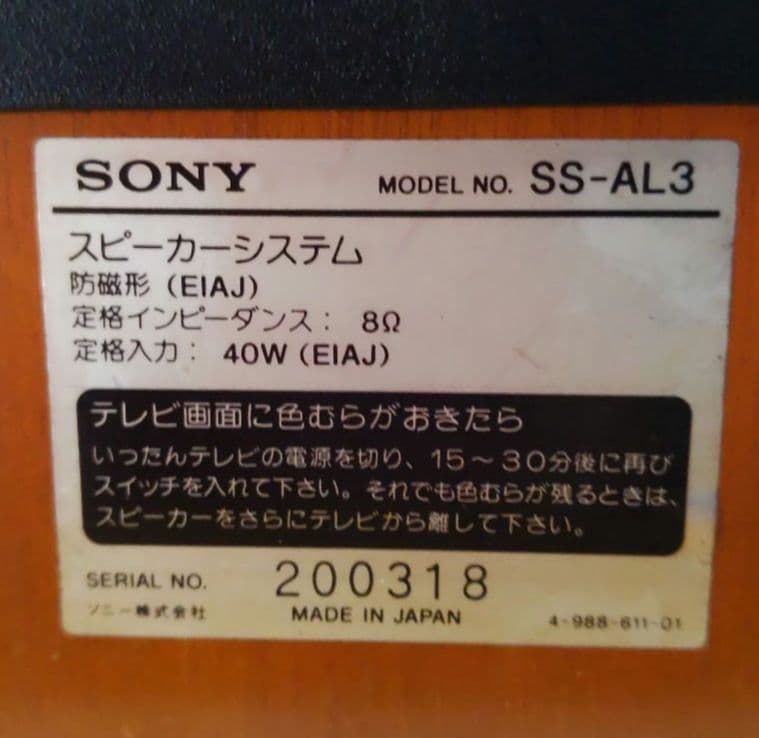 SONY MODEL NO. SS-AL3
スピーカーシステム
防磁形 (EIAJ)
定格インピーダンス： 8Ω
定格入力： 40W (EIAJ)
テレビ画面に色むらがおきたら
いったんテレビの電源を切り、15～30分後に再び
スイッチを入れて下さい。それでも色むらが残るときは、
スピーカーをさらにテレビから離して下さい。
SERIAL NO. 200318
ソニー株式会社 MADE IN JAPAN 4-988-611-01